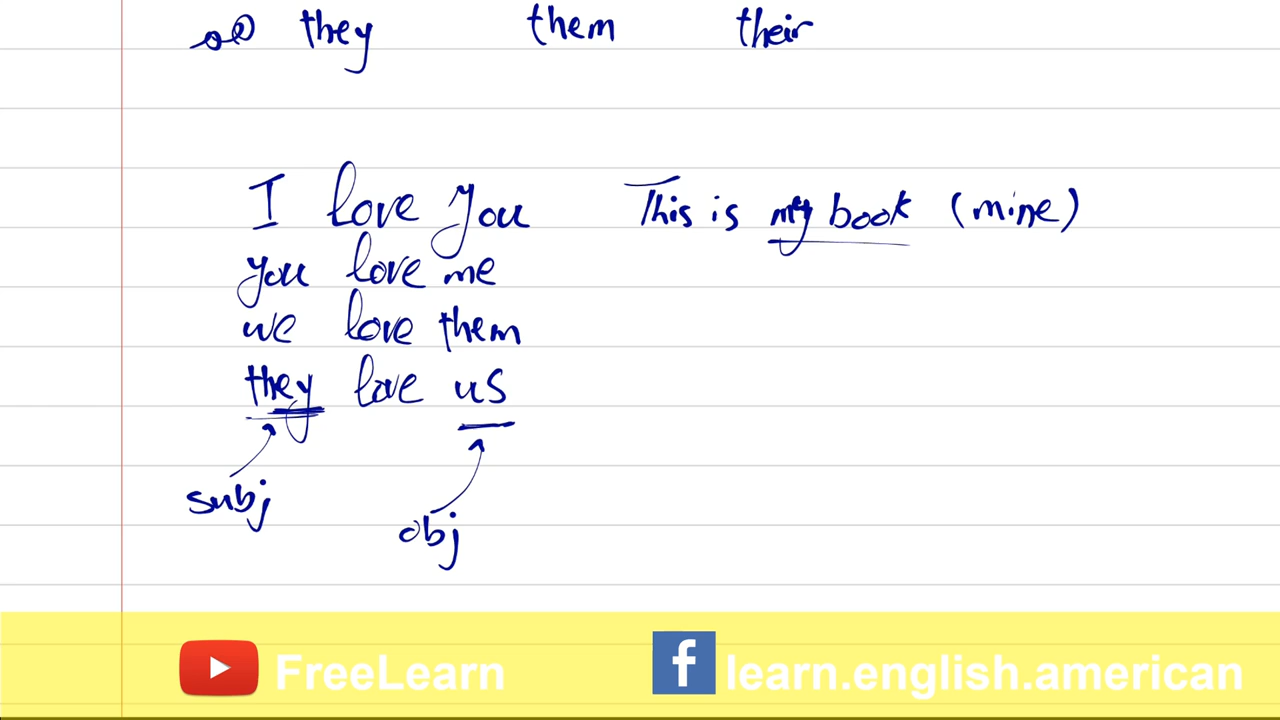 هم they them their
I love you This is my book (mine)
you love me
we love them
they love us
subj
obj
FreeLearn learn.english.american